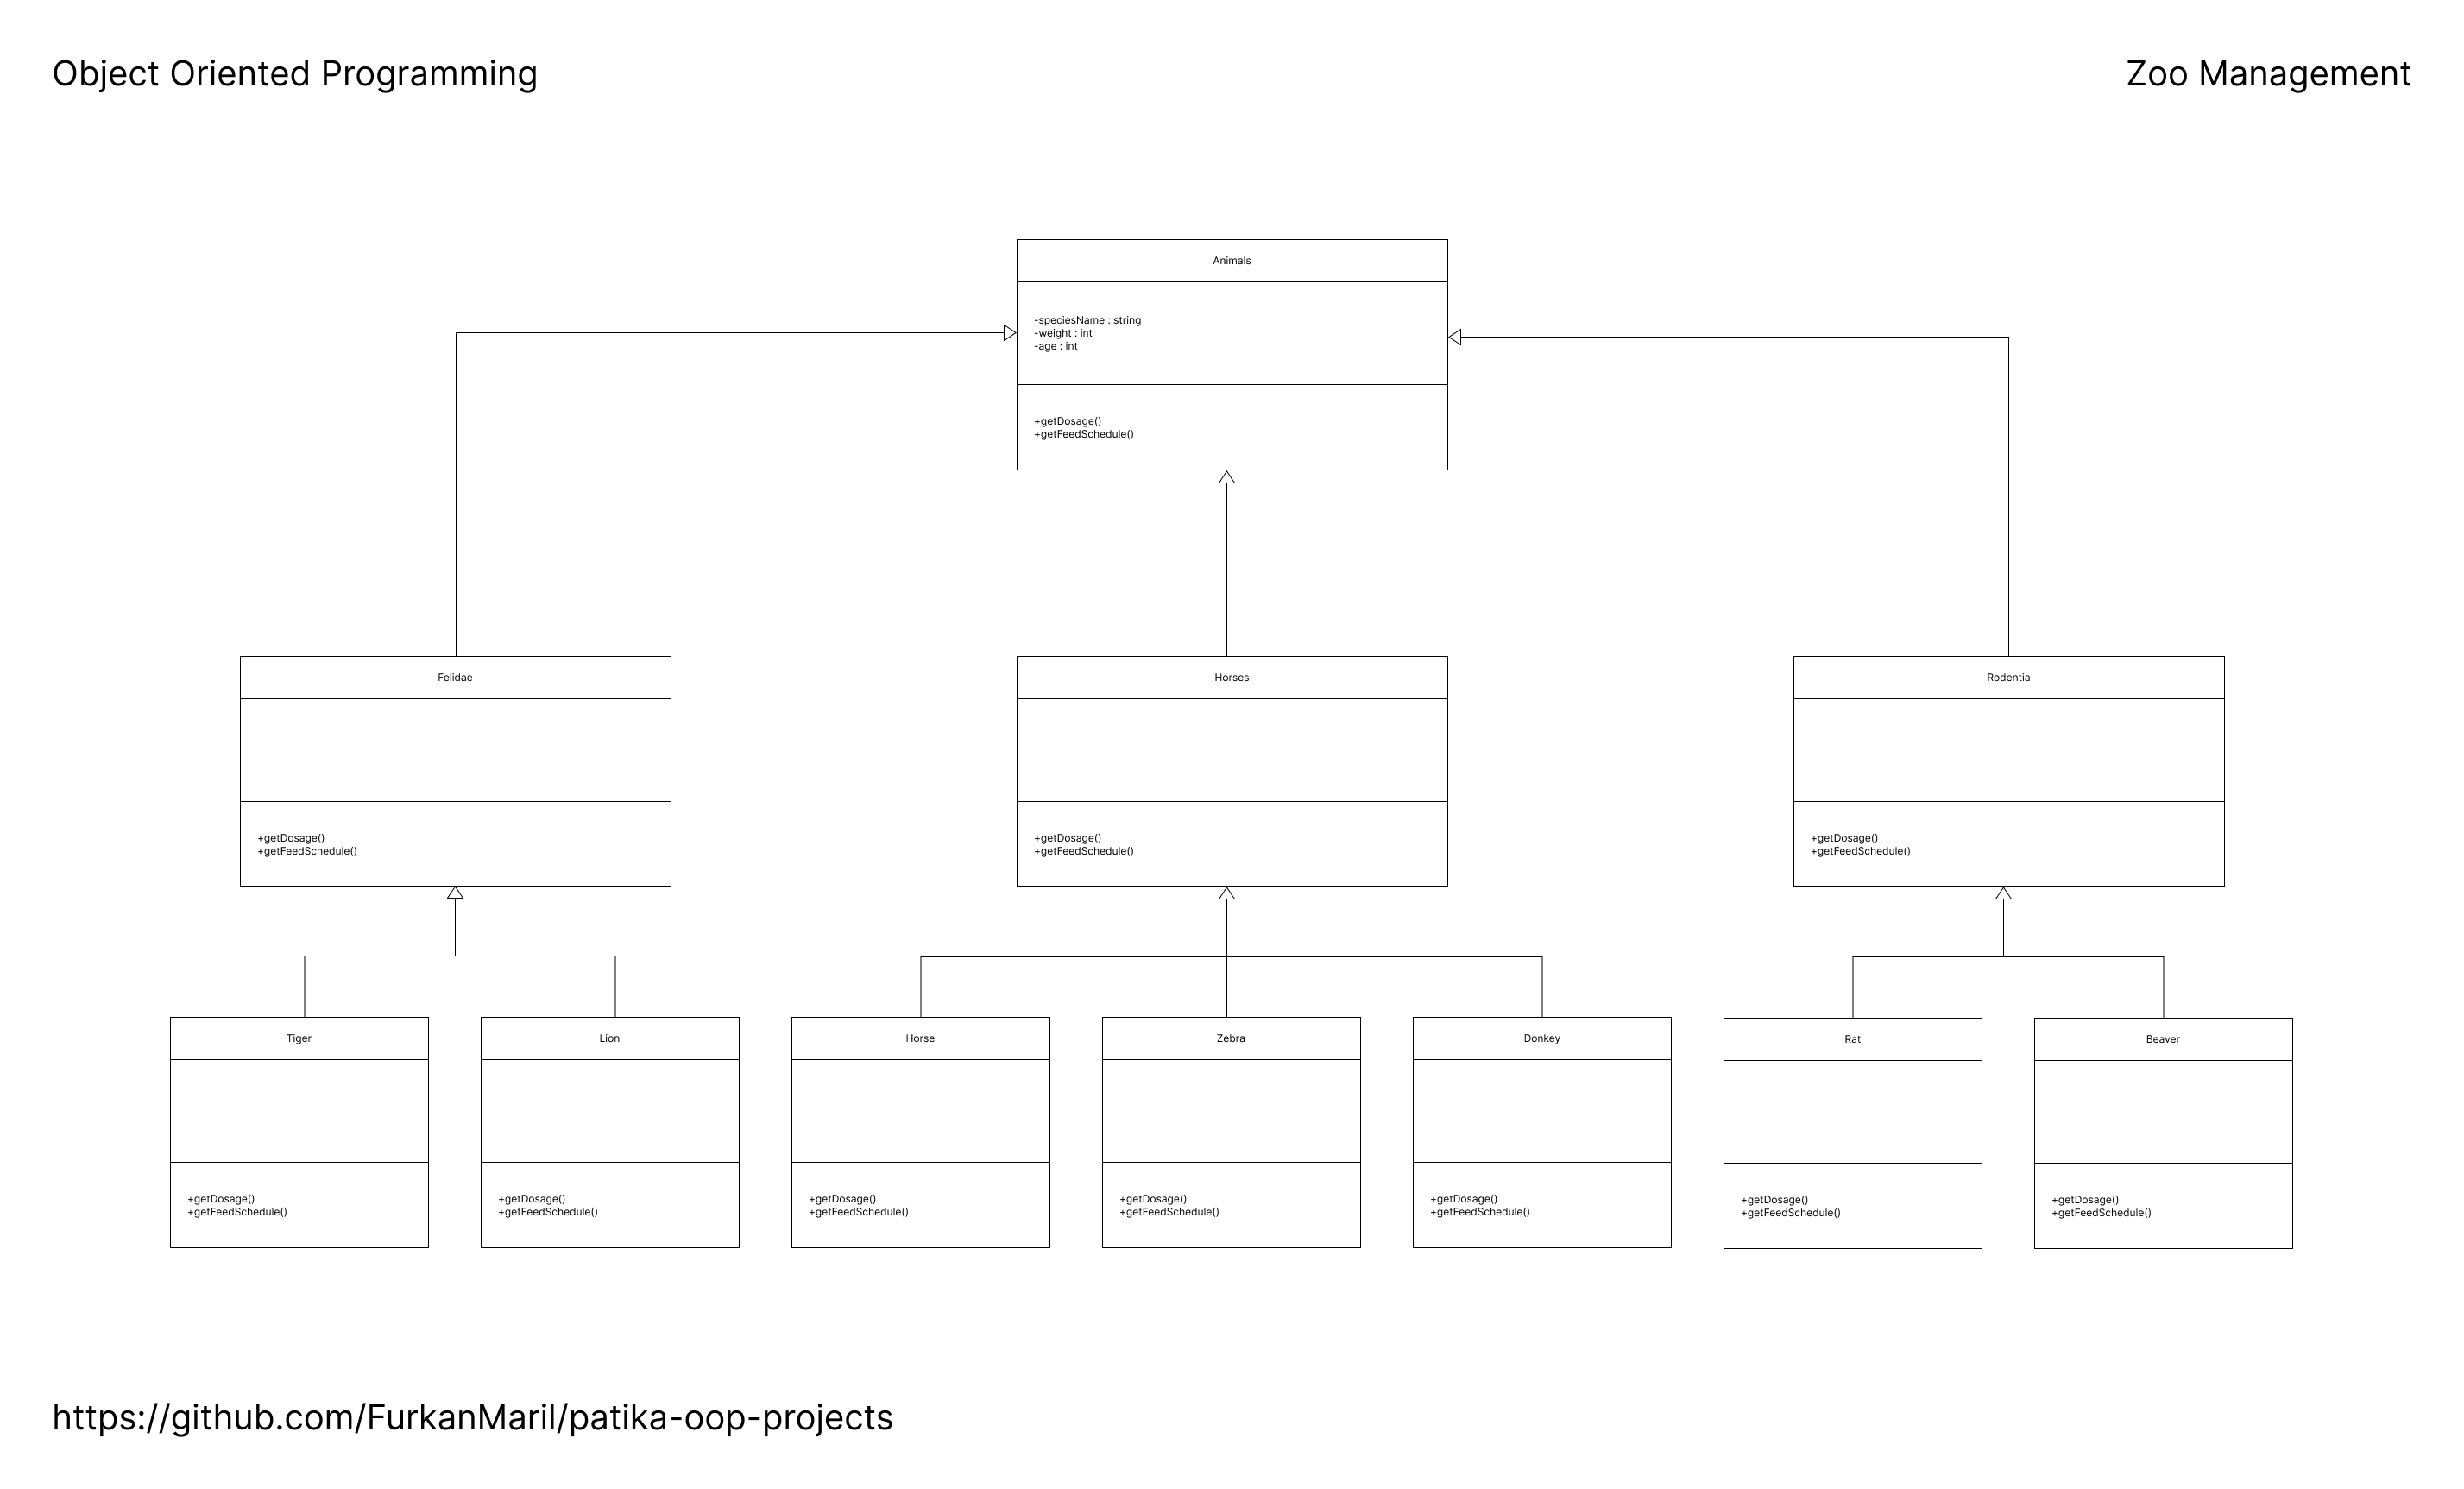 Object Oriented Programming
Zoo Management
Animals
-speciesName : string
-weight : int
-age : int
+getDosage()
+getFeedSchedule()
Felidae
+getDosage()
+getFeedSchedule()
Horses
+getDosage()
+getFeedSchedule()
Rodentia
+getDosage()
+getFeedSchedule()
Tiger
+getDosage()
+getFeedSchedule()
Lion
+getDosage()
+getFeedSchedule()
Horse
+getDosage()
+getFeedSchedule()
Zebra
+getDosage()
+getFeedSchedule()
Donkey
+getDosage()
+getFeedSchedule()
Rat
+getDosage()
+getFeedSchedule()
Beaver
+getDosage()
+getFeedSchedule()
https://github.com/FurkanMaril/patika-oop-projects